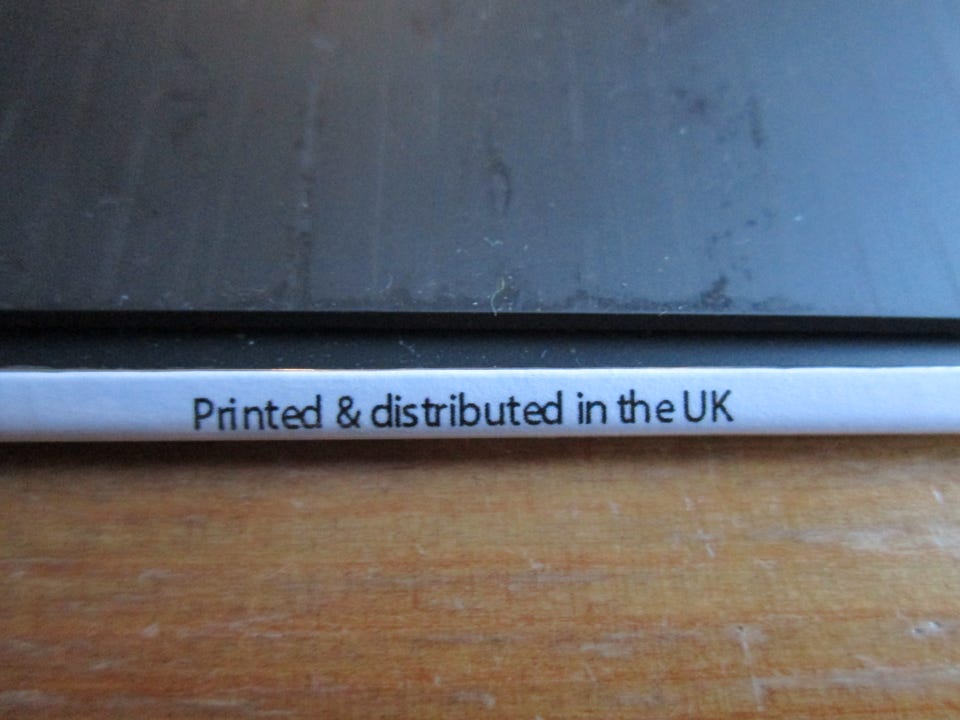 Printed & distributed in the UK